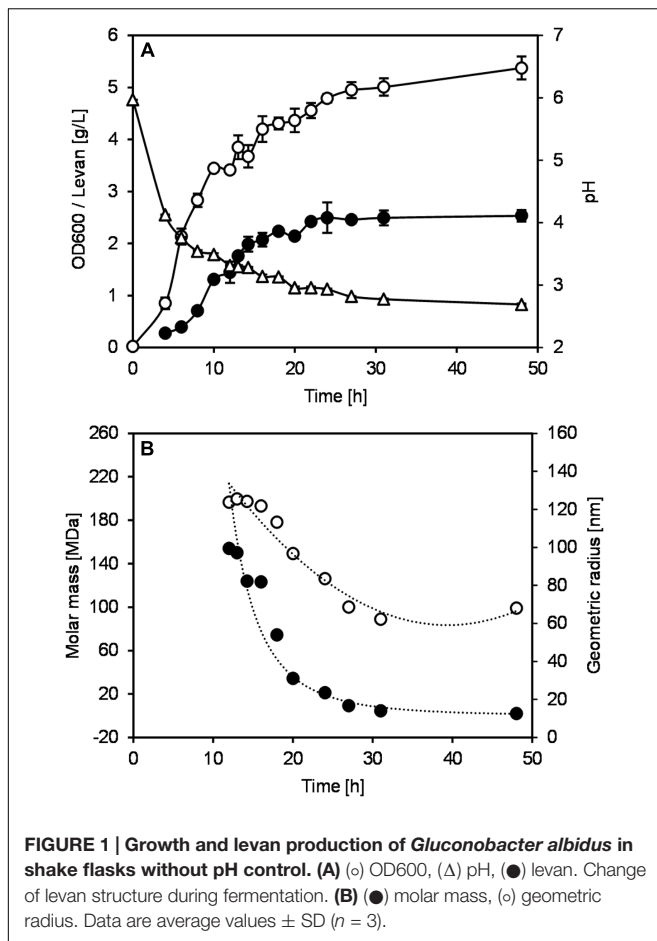 A
OD600 / Levan [g/L]
6
5
4
3
2
1
0
7
6
5
4
3
2
pH
0 10 20 30 40 50
Time [h]
B
Molar mass [MDa]
260
220
180
140
100
60
20
-20
160
140
120
100
80
60
40
20
0
Geometric radius [nm]
0 10 20 30 40 50
Time [h]
FIGURE 1 | Growth and levan production of Gluconobacter albidus in
shake flasks without pH control. (A) (○) OD600, (Δ) pH, (●) levan. Change
of levan structure during fermentation. (B) (●) molar mass, (○) geometric
radius. Data are average values ± SD (n = 3).